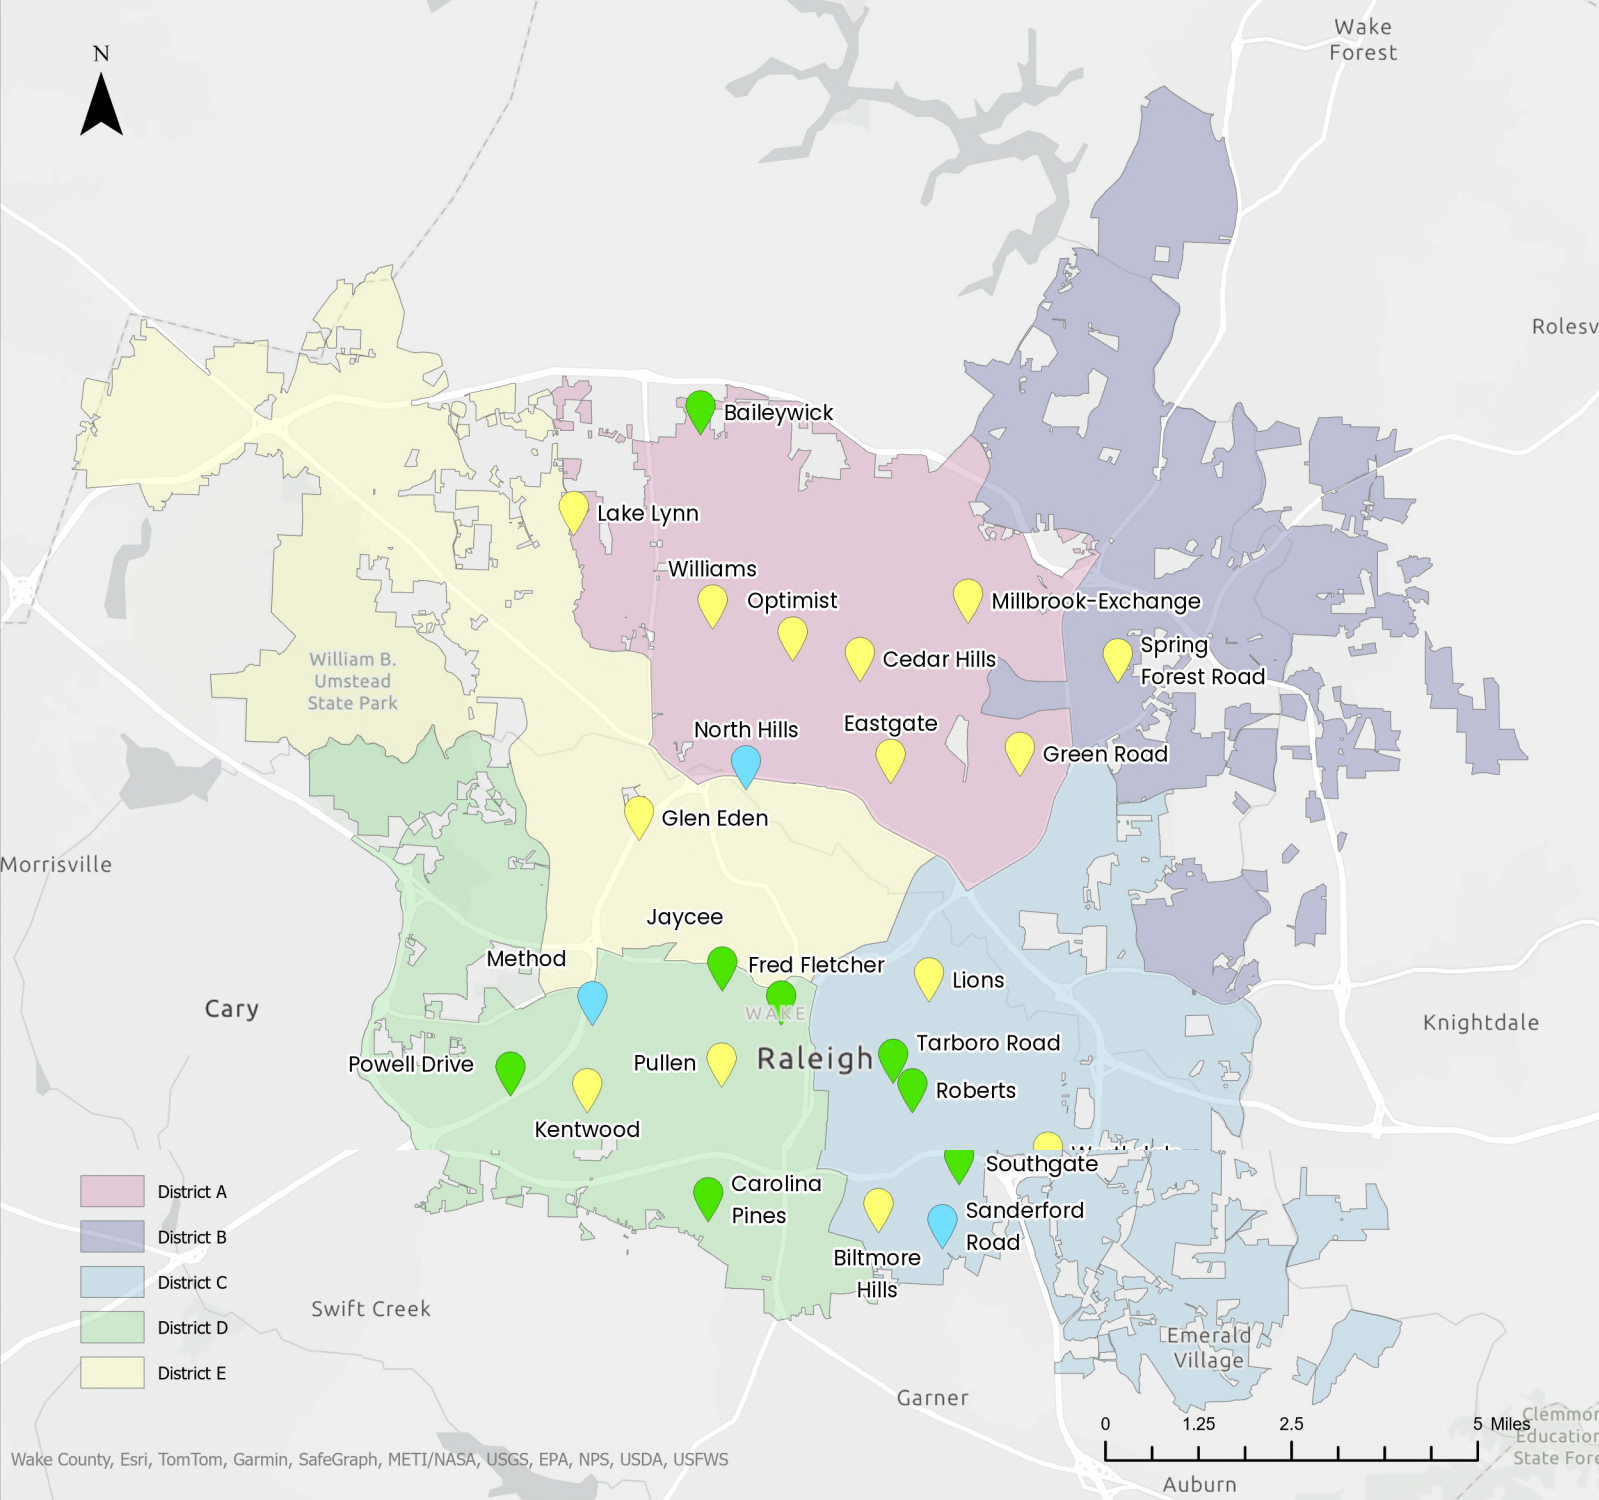 Wake
Forest
N
Rolesv
Baileywick
Lake Lynn
Williams
Optimist
Millbrook-Exchange
Cedar Hills
Spring
Forest Road
William B.
Umstead
State Park
North Hills
Eastgate
Green Road
Glen Eden
Morrisville
Jaycee
Method
Fred Fletcher
Lions
Cary
WAKE
Knightdale
Powell Drive
Pullen
Raleigh
Tarboro Road
Roberts
Kentwood
Southgate
Carolina
Pines
Sanderford
Road
Biltmore
Hills
District A
District B
District C
District D
District E
Swift Creek
Emerald
Village
Garner
0 1.25 2.5 5 Miles
Clemmor
Education
State Fore
Wake County, Esri, TomTom, Garmin, SafeGraph, METI/NASA, USGS, EPA, NPS, USDA, USFWS
Auburn